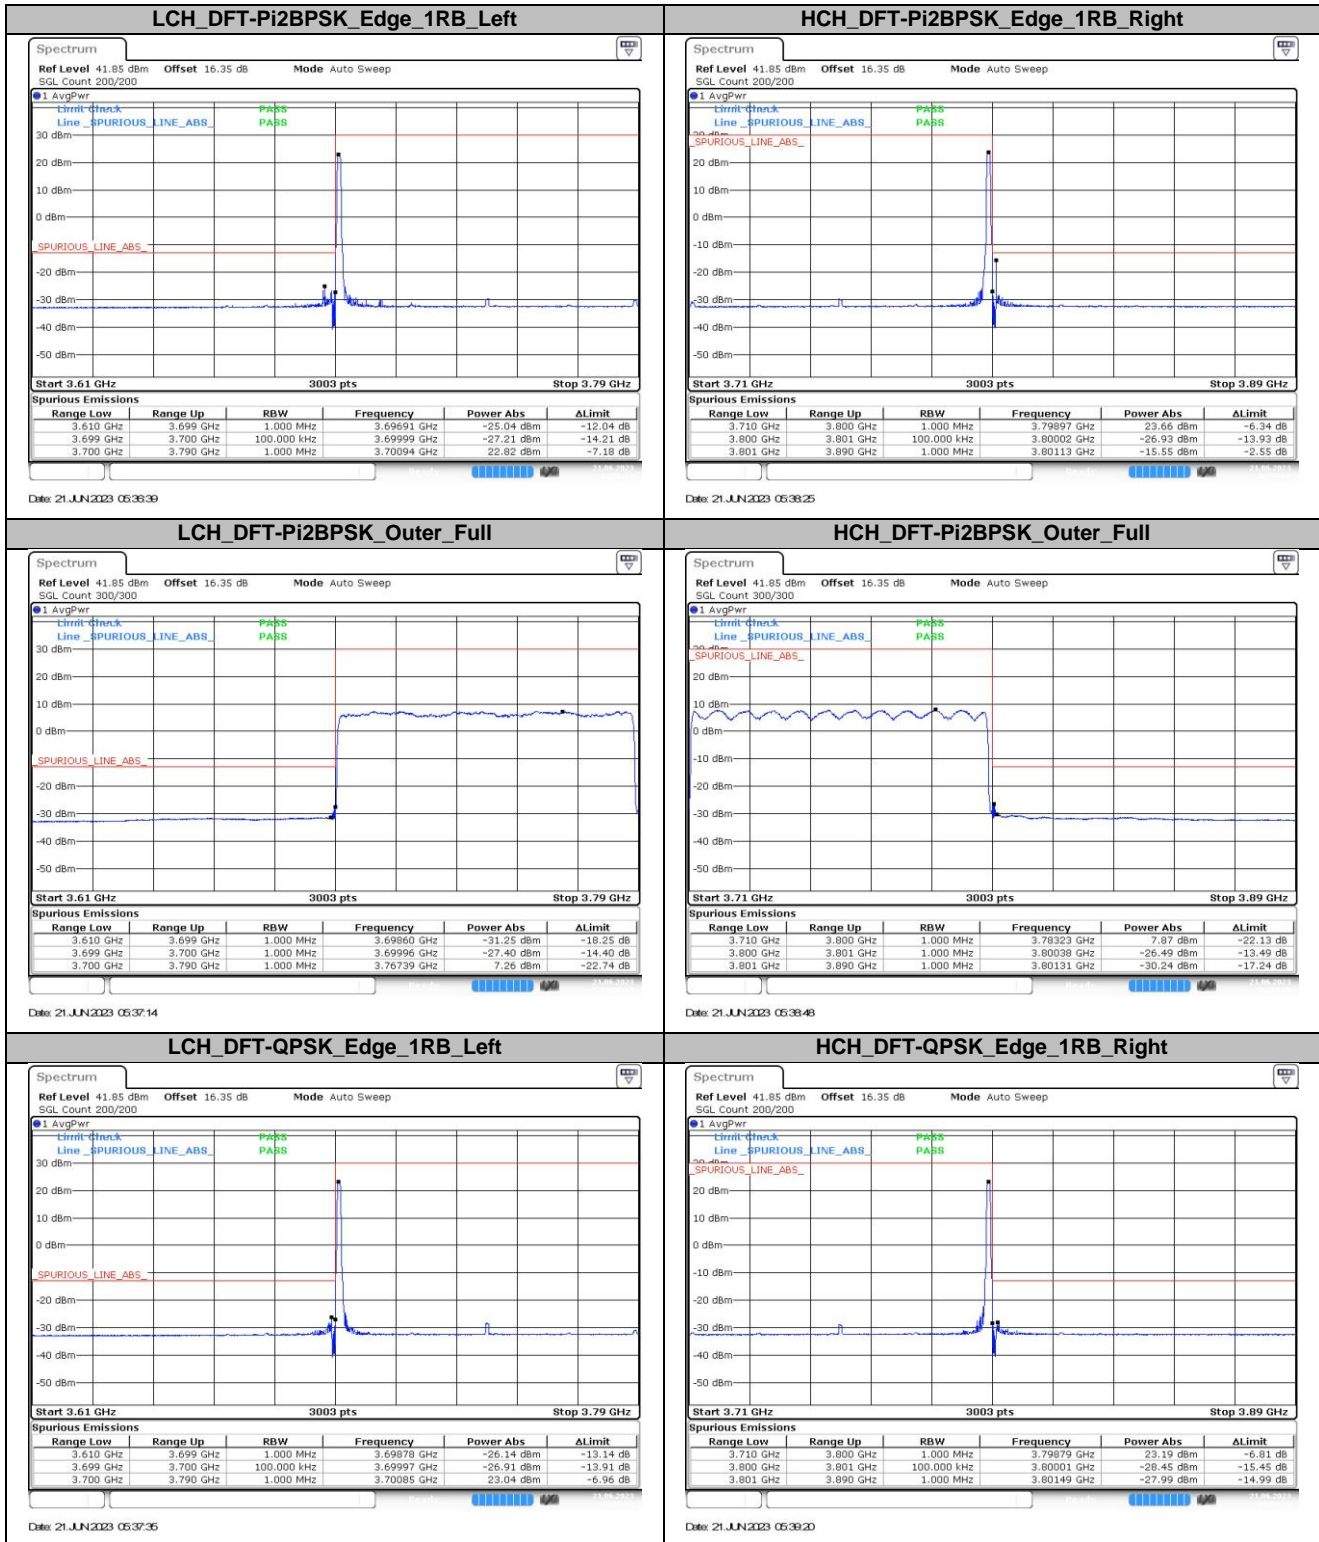 LCH_DFT-Pi2BPSK_Edge_1RB_Left
Spectrum
Ref Level 41.85 dBm Offset 16.35 dB Mode Auto Sweep
SGL Count 200/200
1 AvgPwr
Limit Check PASS
Line _SPURIOUS_LINE_ABS_ PASS
30 dBm
20 dBm
10 dBm
0 dBm
_SPURIOUS_LINE_ABS_
-20 dBm
-30 dBm
-40 dBm
-50 dBm
Start 3.61 GHz 3003 pts Stop 3.79 GHz
Spurious Emissions
Range Low Range Up RBW Frequency Power Abs ΔLimit
3.610 GHz 3.699 GHz 1.000 MHz 3.69691 GHz -25.04 dBm -12.04 dB
3.699 GHz 3.700 GHz 100.000 kHz 3.69999 GHz -27.21 dBm -14.21 dB
3.700 GHz 3.790 GHz 1.000 MHz 3.70094 GHz 22.82 dBm -7.18 dB
Date: 21.JUN.2023 05:36:39
HCH_DFT-Pi2BPSK_Edge_1RB_Right
Spectrum
Ref Level 41.85 dBm Offset 16.35 dB Mode Auto Sweep
SGL Count 200/200
1 AvgPwr
Limit Check PASS
Line _SPURIOUS_LINE_ABS_ PASS
_SPURIOUS_LINE_ABS_
20 dBm
10 dBm
0 dBm
-10 dBm
-20 dBm
-30 dBm
-40 dBm
-50 dBm
Start 3.71 GHz 3003 pts Stop 3.89 GHz
Spurious Emissions
Range Low Range Up RBW Frequency Power Abs ΔLimit
3.710 GHz 3.800 GHz 1.000 MHz 3.79897 GHz 23.66 dBm -6.34 dB
3.800 GHz 3.801 GHz 100.000 kHz 3.80002 GHz -26.93 dBm -13.93 dB
3.801 GHz 3.890 GHz 1.000 MHz 3.80113 GHz -15.55 dBm -2.55 dB
Date: 21.JUN.2023 05:38:25
LCH_DFT-Pi2BPSK_Outer_Full
Spectrum
Ref Level 41.85 dBm Offset 16.35 dB Mode Auto Sweep
SGL Count 300/300
1 AvgPwr
Limit Check PASS
Line _SPURIOUS_LINE_ABS_ PASS
30 dBm
20 dBm
10 dBm
0 dBm
_SPURIOUS_LINE_ABS_
-20 dBm
-30 dBm
-40 dBm
-50 dBm
Start 3.61 GHz 3003 pts Stop 3.79 GHz
Spurious Emissions
Range Low Range Up RBW Frequency Power Abs ΔLimit
3.610 GHz 3.699 GHz 1.000 MHz 3.69860 GHz -31.25 dBm -18.25 dB
3.699 GHz 3.700 GHz 1.000 MHz 3.69996 GHz -27.40 dBm -14.40 dB
3.700 GHz 3.790 GHz 1.000 MHz 3.76739 GHz 7.26 dBm -22.74 dB
Date: 21.JUN.2023 05:37:14
HCH_DFT-Pi2BPSK_Outer_Full
Spectrum
Ref Level 41.85 dBm Offset 16.35 dB Mode Auto Sweep
SGL Count 300/300
1 AvgPwr
Limit Check PASS
Line _SPURIOUS_LINE_ABS_ PASS
_SPURIOUS_LINE_ABS_
20 dBm
10 dBm
0 dBm
-10 dBm
-20 dBm
-30 dBm
-40 dBm
-50 dBm
Start 3.71 GHz 3003 pts Stop 3.89 GHz
Spurious Emissions
Range Low Range Up RBW Frequency Power Abs ΔLimit
3.710 GHz 3.800 GHz 1.000 MHz 3.78323 GHz 7.87 dBm -22.13 dB
3.800 GHz 3.801 GHz 1.000 MHz 3.80038 GHz -26.49 dBm -13.49 dB
3.801 GHz 3.890 GHz 1.000 MHz 3.80131 GHz -30.24 dBm -17.24 dB
Date: 21.JUN.2023 05:38:48
LCH_DFT-QPSK_Edge_1RB_Left
Spectrum
Ref Level 41.85 dBm Offset 16.35 dB Mode Auto Sweep
SGL Count 200/200
1 AvgPwr
Limit Check PASS
Line _SPURIOUS_LINE_ABS_ PASS
30 dBm
20 dBm
10 dBm
0 dBm
_SPURIOUS_LINE_ABS_
-20 dBm
-30 dBm
-40 dBm
-50 dBm
Start 3.61 GHz 3003 pts Stop 3.79 GHz
Spurious Emissions
Range Low Range Up RBW Frequency Power Abs ΔLimit
3.610 GHz 3.699 GHz 1.000 MHz 3.69878 GHz -26.14 dBm -13.14 dB
3.699 GHz 3.700 GHz 100.000 kHz 3.69997 GHz -26.91 dBm -13.91 dB
3.700 GHz 3.790 GHz 1.000 MHz 3.70085 GHz 23.04 dBm -6.96 dB
Date: 21.JUN.2023 05:37:35
HCH_DFT-QPSK_Edge_1RB_Right
Spectrum
Ref Level 41.85 dBm Offset 16.35 dB Mode Auto Sweep
SGL Count 200/200
1 AvgPwr
Limit Check PASS
Line _SPURIOUS_LINE_ABS_ PASS
_SPURIOUS_LINE_ABS_
20 dBm
10 dBm
0 dBm
-10 dBm
-20 dBm
-30 dBm
-40 dBm
-50 dBm
Start 3.71 GHz 3003 pts Stop 3.89 GHz
Spurious Emissions
Range Low Range Up RBW Frequency Power Abs ΔLimit
3.710 GHz 3.800 GHz 1.000 MHz 3.79879 GHz 23.19 dBm -6.81 dB
3.800 GHz 3.801 GHz 100.000 kHz 3.80001 GHz -28.45 dBm -15.45 dB
3.801 GHz 3.890 GHz 1.000 MHz 3.80149 GHz -27.99 dBm -14.99 dB
Date: 21.JUN.2023 05:39:20